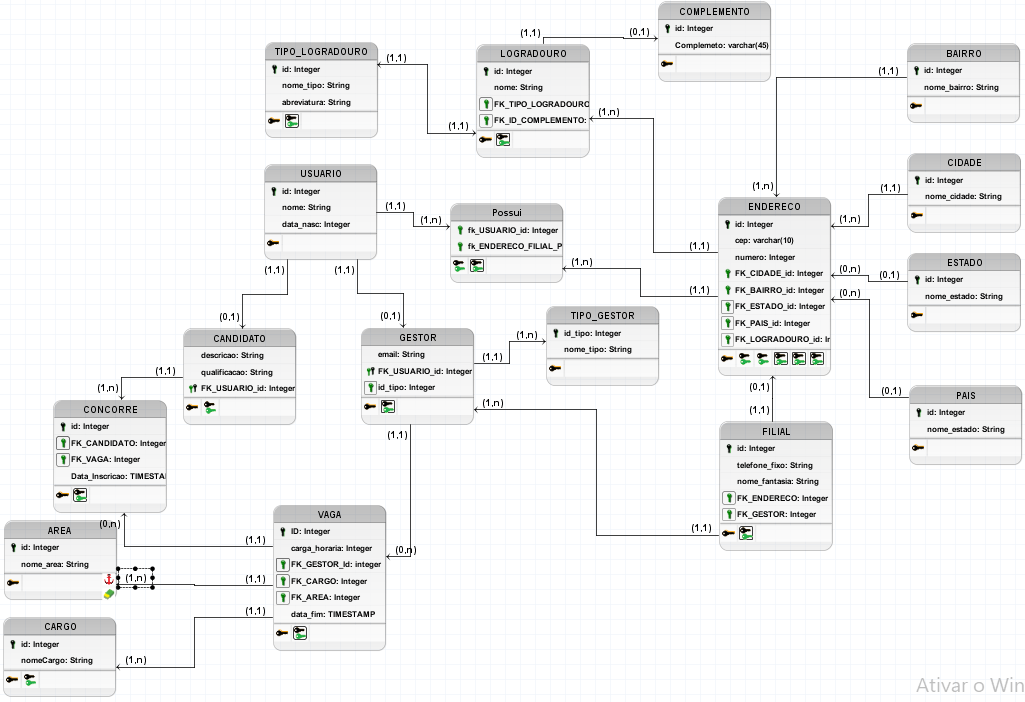 COMPLEMENTO
id: Integer
Complemeto: varchar(45)
(1,1)
(0,1)
TIPO_LOGRADOURO
id: Integer
nome_tipo: String
abreviatura: String
(1,1)
(1,1)
LOGRADOURO
id: Integer
nome: String
FK_TIPO_LOGRADOURO
FK_ID_COMPLEMENTO:
(1,n)
BAIRRO
id: Integer
nome_bairro: String
(1,1)
(1,n)
CIDADE
id: Integer
nome_cidade: String
(1,1)
(1,n)
USUARIO
id: Integer
nome: String
data_nasc: Integer
(1,1)
(1,n)
(1,1)
(1,1)
Possui
fk_USUARIO_id: Integer
fk_ENDERECO_FILIAL_P
(1,n)
(1,1)
(1,1)
ENDERECO
id: Integer
cep: varchar(10)
numero: Integer
FK_CIDADE_id: Integer
FK_BAIRRO_id: Integer
FK_ESTADO_id: Integer
FK_PAIS_id: Integer
FK_LOGRADOURO_id: Ir
(0,n)
(0,1)
(0,n)
ESTADO
id: Integer
nome_estado: String
(0,1)
(0,1)
CANDIDATO
descricao: String
qualificacao: String
FK_USUARIO_id: Integer
(1,1)
(1,n)
GESTOR
email: String
FK_USUARIO_id: Integer
id_tipo: Integer
(1,1)
(1,n)
(1,n)
(1,1)
TIPO_GESTOR
id_tipo: Integer
nome_tipo: String
(0,1)
PAIS
id: Integer
nome_estado: String
(0,1)
(1,1)
FILIAL
id: Integer
telefone_fixo: String
nome_fantasia: String
FK_ENDERECO: Integer
FK_GESTOR: Integer
(1,1)
CONCORRE
id: Integer
FK_CANDIDATO: Integer
FK_VAGA: Integer
Data_Inscricao: TIMESTAI
(0,n)
AREA
id: Integer
nome_area: String
(1,n)
(1,1)
(1,1)
(1,1)
VAGA
ID: Integer
carga_horaria: Integer
FK_GESTOR_Id: integer
FK_CARGO: Integer
FK_AREA: Integer
data_fim: TIMESTAMP
(0,n)
CARGO
id: Integer
nomeCargo: String
(1,n)
Ativar o Win